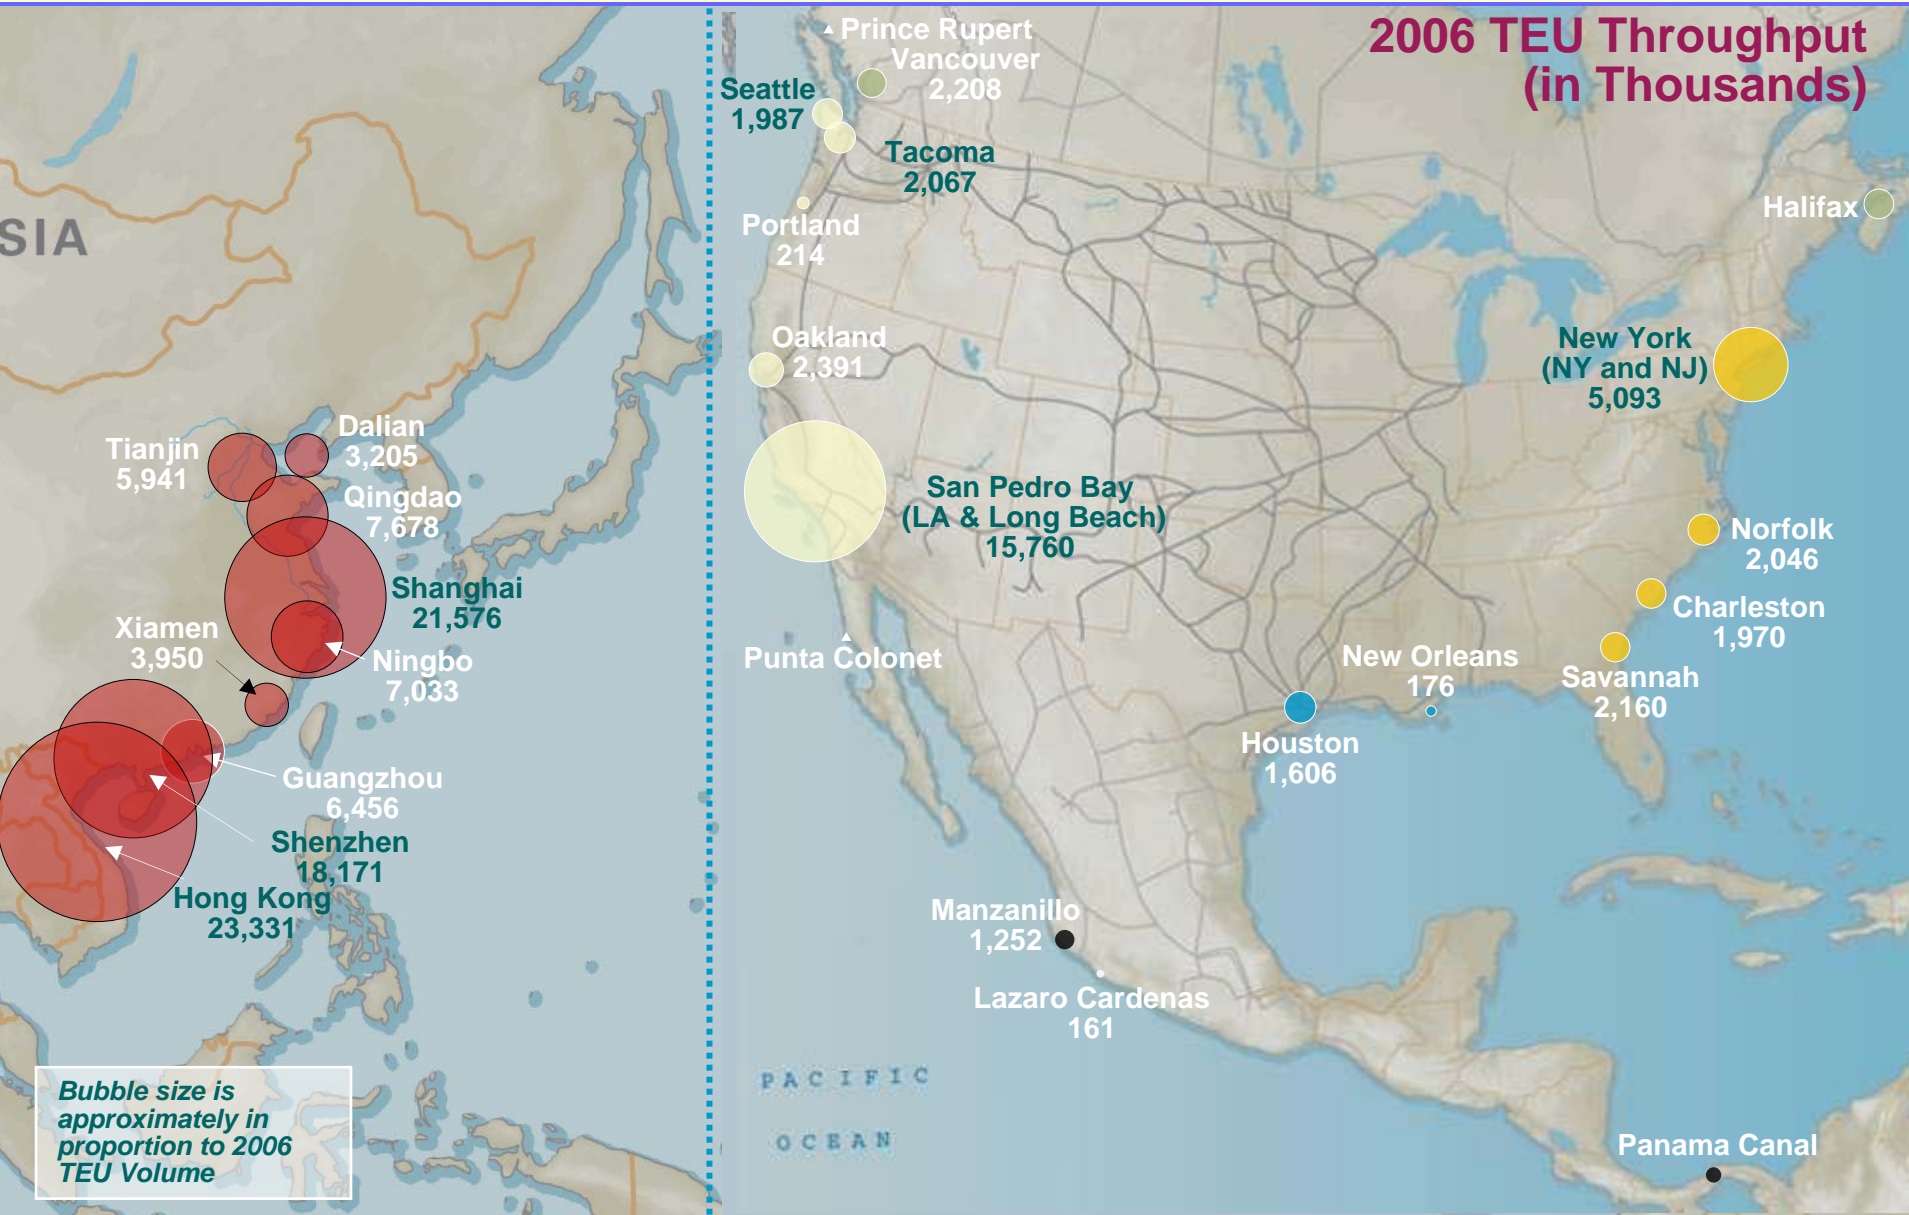 2006 TEU Throughput
(in Thousands)
Prince Rupert
Vancouver
2,208
Seattle
1,987
Tacoma
2,067
Portland
214
Halifax
SIA
Oakland
2,391
New York
(NY and NJ)
5,093
Tianjin
5,941
Dalian
3,205
Qingdao
7,678
San Pedro Bay
(LA & Long Beach)
15,760
Norfolk
2,046
Shanghai
21,576
Charleston
1,970
Xiamen
3,950
Ningbo
7,033
Punta Colonet
New Orleans
176
Savannah
2,160
Houston
1,606
Guangzhou
6,456
Shenzhen
18,171
Hong Kong
23,331
Manzanillo
1,252
Lazaro Cardenas
161
PACIFIC
OCEAN
Bubble size is
approximately in
proportion to 2006
TEU Volume
Panama Canal